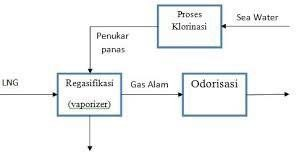 Proses
Klorinasi
Sea Water
Penukar
panas
LNG
Regasifikasi
(vaporizer)
Gas Alam
Odorisasi